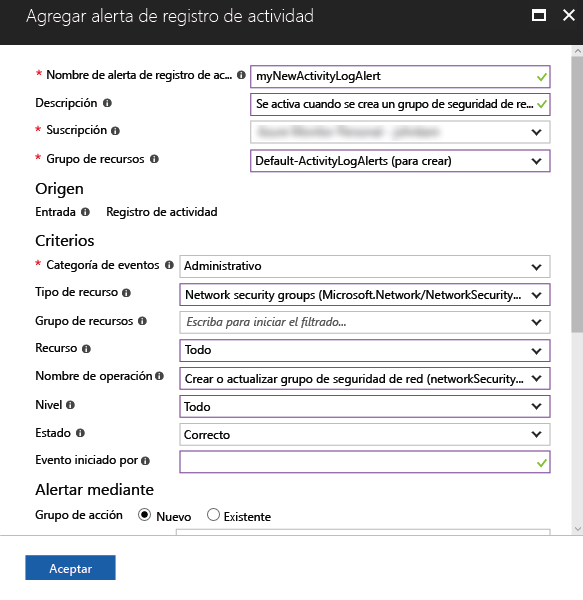 Agregar alerta de registro de actividad
* Nombre de alerta de registro de ac... myNewActivityLogAlert
Descripción Se activa cuando se crea un grupo de seguridad de re...
* Suscripción
* Grupo de recursos Default-ActivityLogAlerts (para crear)
Origen
Entrada Registro de actividad
Criterios
* Categoría de eventos Administrativo
Tipo de recurso Network security groups (Microsoft.Network/NetworkSecurity...
Grupo de recursos Escriba para iniciar el filtrado...
Recurso Todo
Nombre de operación Crear o actualizar grupo de seguridad de red (networkSecurity...
Nivel Todo
Estado Correcto
Evento iniciado por
Alertar mediante
Grupo de acción Nuevo Existente
Aceptar